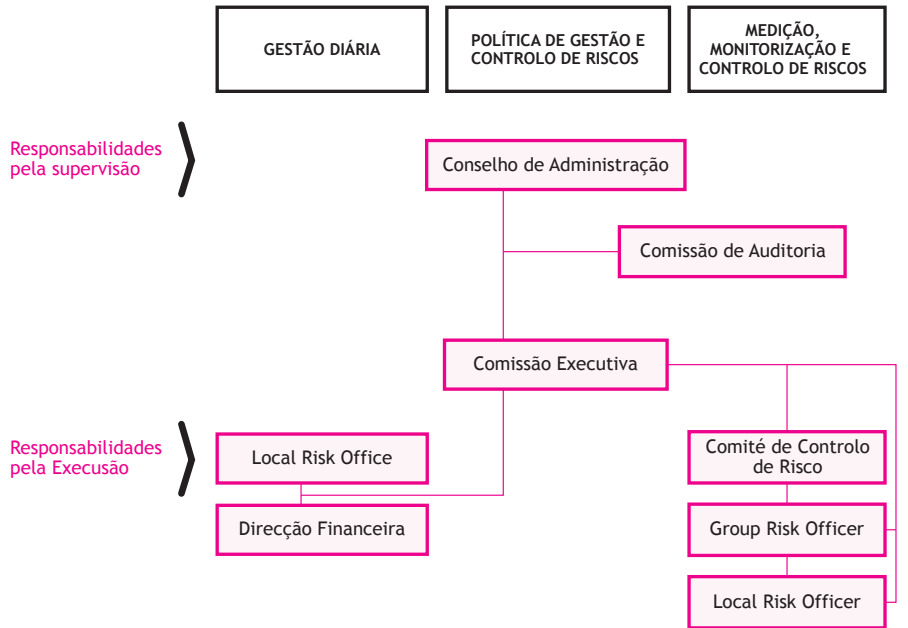 GESTÃO DIÁRIA
POLÍTICA DE GESTÃO E
CONTROLO DE RISCOS
MEDIÇÃO,
MONITORIZAÇÃO E
CONTROLO DE RISCOS
Responsabilidades
pela supervisão
Conselho de Administração
Comissão de Auditoria
Comissão Executiva
Responsabilidades
pela Execusão
Local Risk Office
Direcção Financeira
Comité de Controlo
de Risco
Group Risk Officer
Local Risk Officer